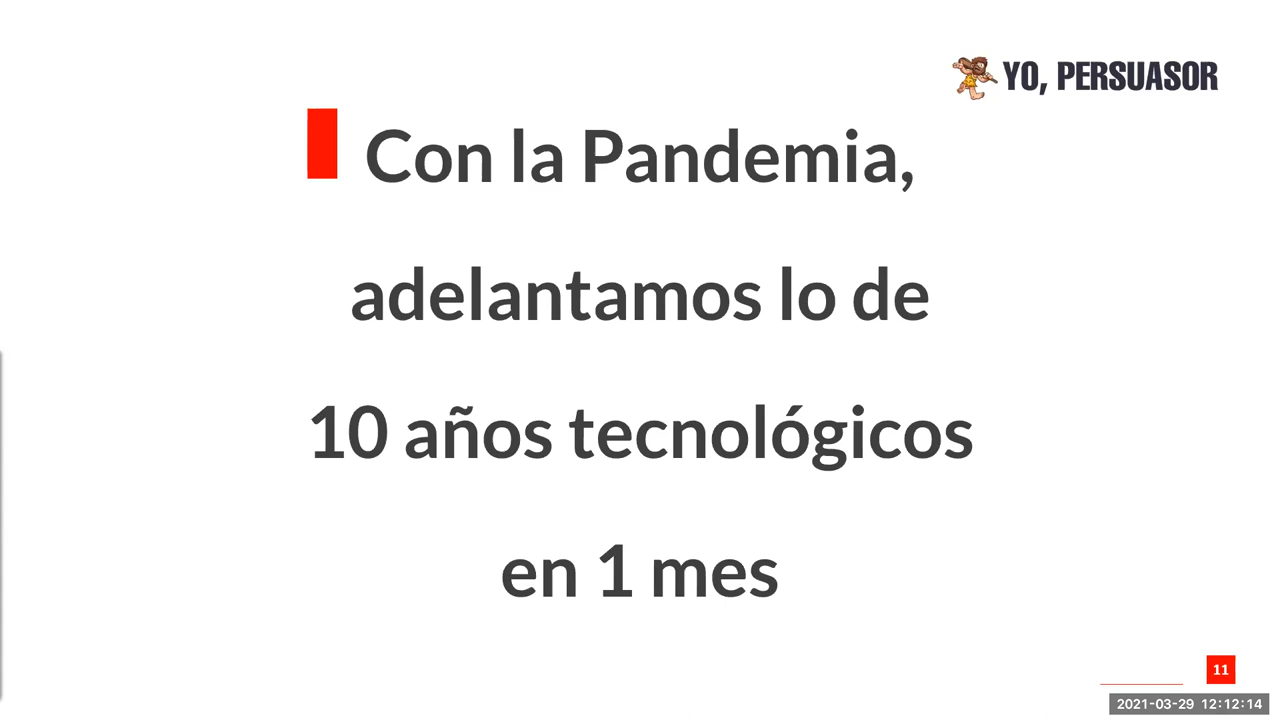 YO, PERSUASOR
Con la Pandemia,
adelantamos lo de
10 años tecnológicos
en 1 mes
11
2021-03-29 12:12:14